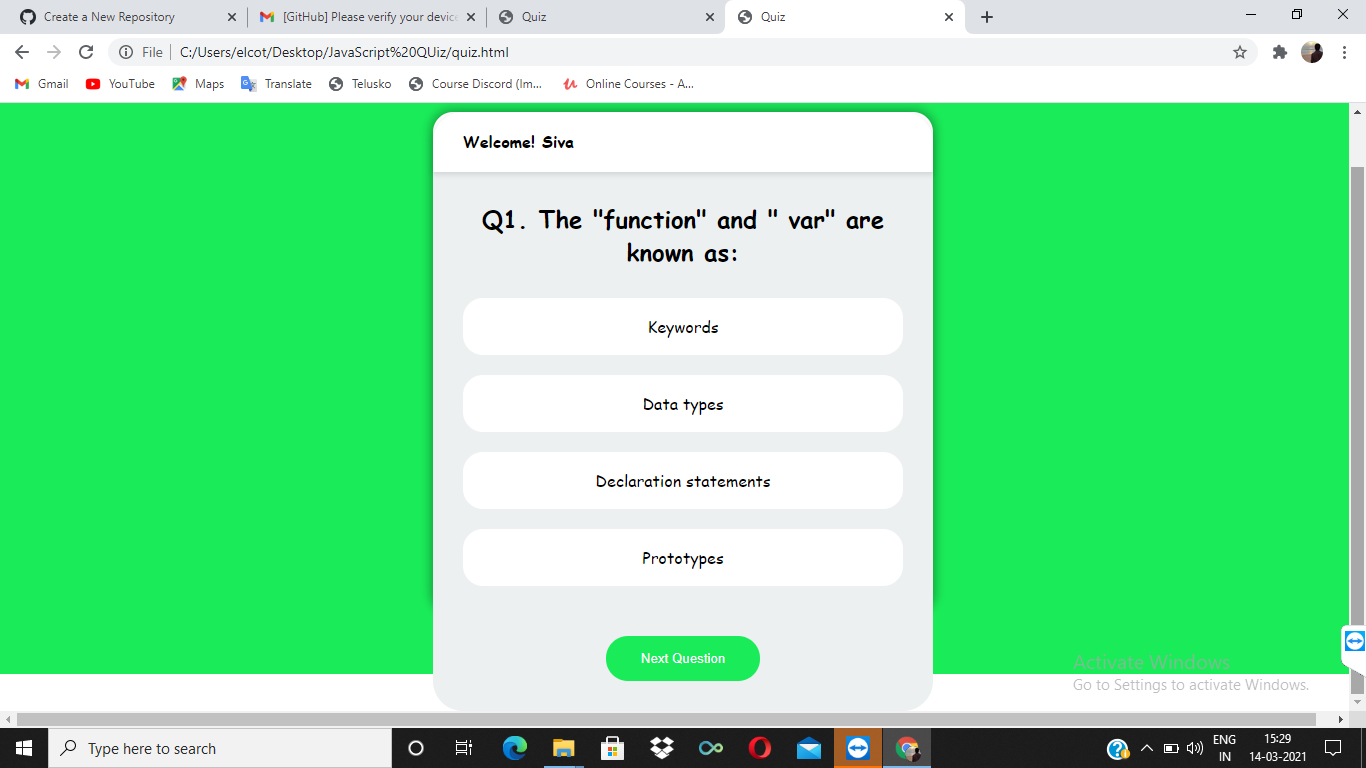 Create a New Repository
[GitHub] Please verify your device
Quiz
Quiz
File
C:/Users/elcot/Desktop/JavaScript%20QUiz/quiz.html
Gmail
YouTube
Maps
Translate
Telusko
Course Discord (Im...
Online Courses - A...
Welcome! Siva
Q1. The "function" and " var" are
known as:
Keywords
Data types
Declaration statements
Prototypes
Next Question
Activate Windows
Go to Settings to activate Windows.
Type here to search
ENG
IN
15:29
14-03-2021